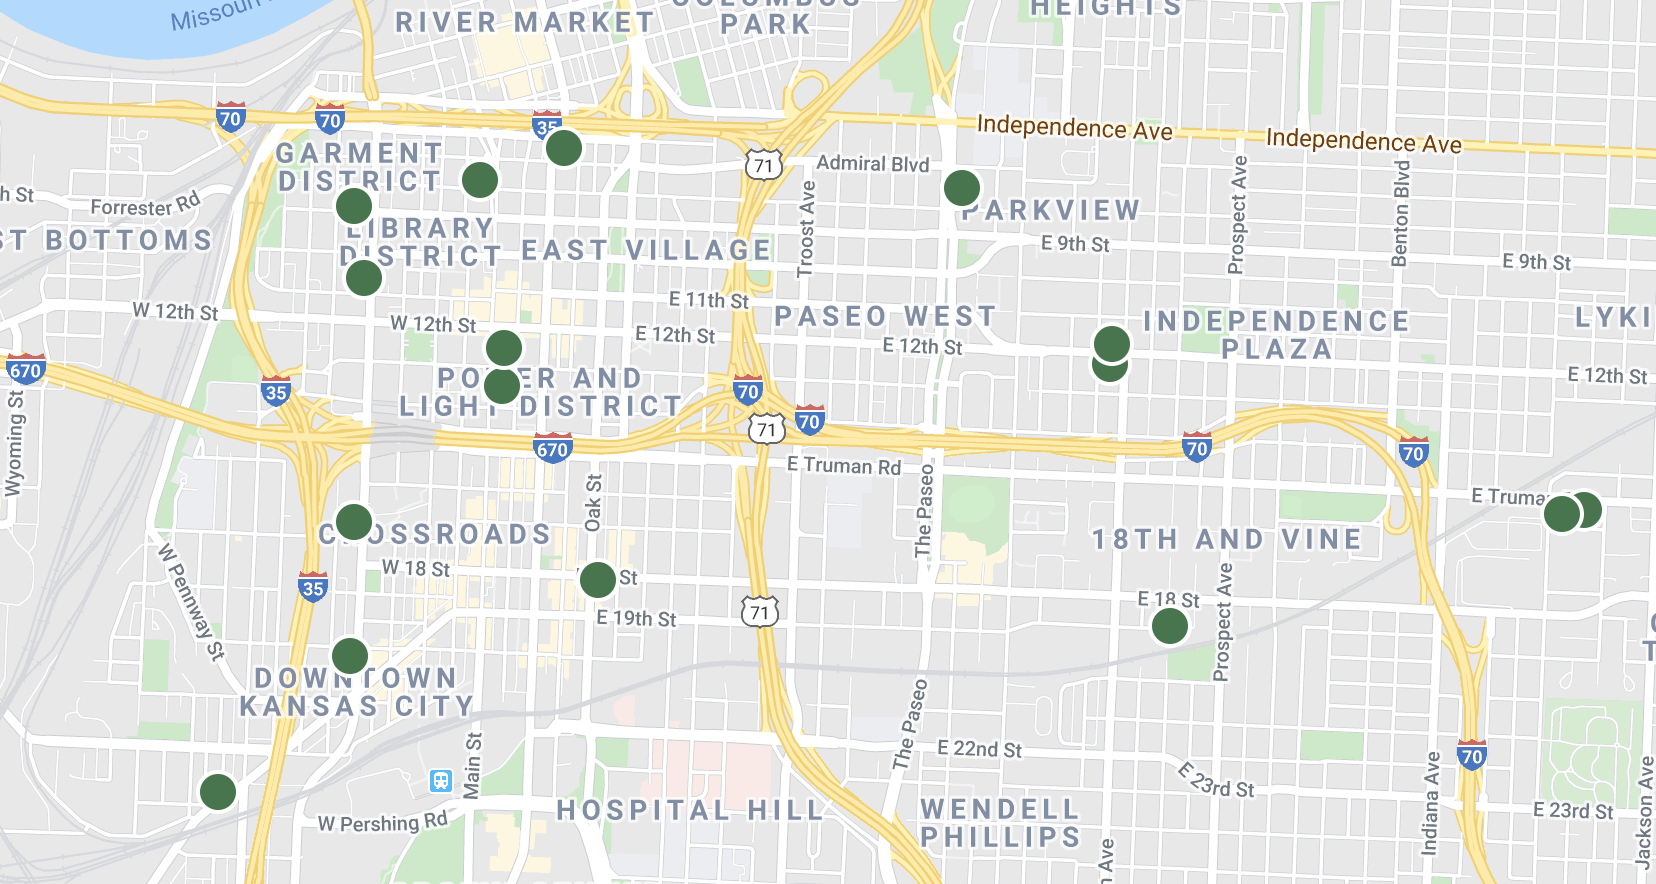 Missouri
RIVER MARKET
COLUMBUS
PARK
HEIGHTS
70
70
35
Independence Ave
Independence Ave
GARMENT
DISTRICT
71
Admiral Blvd
h St
Forrester Rd
Troost Ave
PARKVIEW
Prospect Ave
Benton Blvd
ST BOTTOMS
LIBRARY
DISTRICT
EAST VILLAGE
E 9th St
E 9th St
W 12th St
W 12th St
E 11th St
E 12th St
PASEO WEST
E 12th St
INDEPENDENCE
PLAZA
LYKI
E 12th St
670
35
POWER AND
LIGHT DISTRICT
70
70
71
670
70
70
Wyoming St
E Truman Rd
Oak St
The Paseo
E Truman
CROSSROADS
18TH AND VINE
W Pennway St
W 18 St
St
35
E 19th St
71
E 18 St
Prospect Ave
DOWNTOWN
KANSAS CITY
The Paseo
Main St
E 22nd St
E 23rd St
70
Indiana Ave
Jackson Ave
W Pershing Rd
HOSPITAL HILL
WENDELL
PHILLIPS
E 23rd St
n Ave